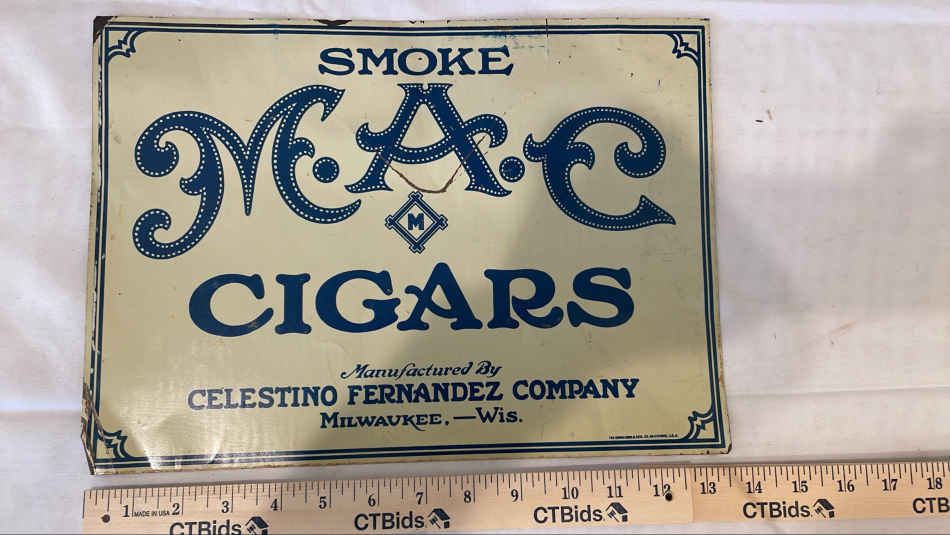 SMOKE
M.A.C
M
CIGARS
Manufactured By
CELESTINO FERNANDEZ COMPANY
MILWAUKEE,—WIS.
1 2 3 4 5 6 7 8 9 10 11 12 13 14 15 16 17 18
MADE IN USA
CTBids CTBids CTBids CTBids CTB